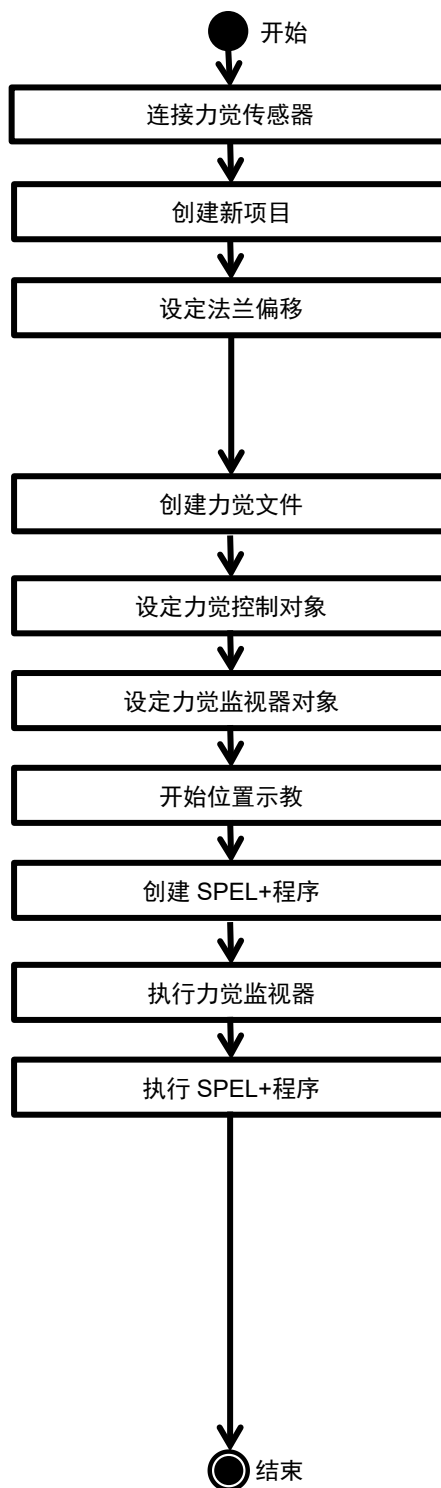 开始
连接力觉传感器
创建新项目
设定法兰偏移
创建力觉文件
设定力觉控制对象
设定力觉监视器对象
开始位置示教
创建 SPEL+程序
执行力觉监视器
执行 SPEL+程序
结束